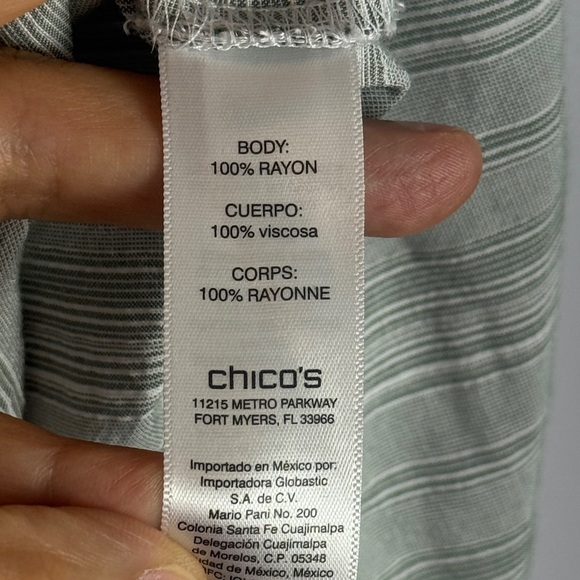 BODY:
100% RAYON
CUERPO:
100% viscosa
CORPS:
100% RAYONNE
chico's
11215 METRO PARKWAY
FORT MYERS, FL 33966
Importado en México por:
Importadora Globastic
S.A. de C.V.
Mario Pani No. 200
Colonia Santa Fe Cuajimalpa
Delegación Cuajimalpa
de Morelos, C.P. 05348
Ciudad de México, México